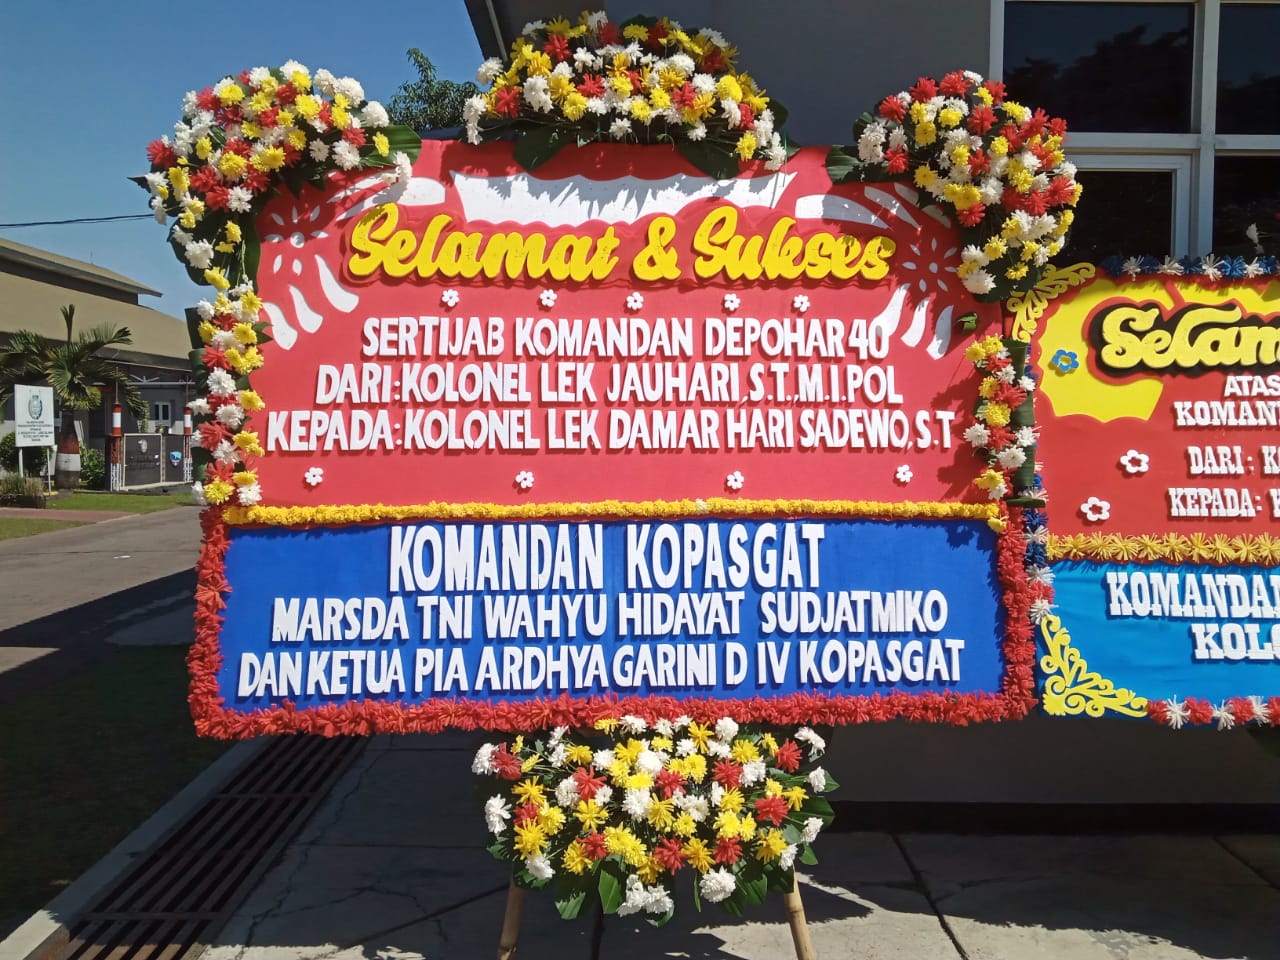 Selamat & Sukses
SERTIJAB KOMANDAN DEPOHAR 40
DARI : KOLONEL LEK JAUHARI,S.T.,M.I.POL
KEPADA : KOLONEL LEK DAMAR HARI SADEWO,S.T
KOMANDAN KOPASGAT
MARSDA TNI WAHYU HIDAYAT SUDJATMIKO
DAN KETUA PIA ARDHYA GARINI D IV KOPASGAT
DARI :
KEPADA :